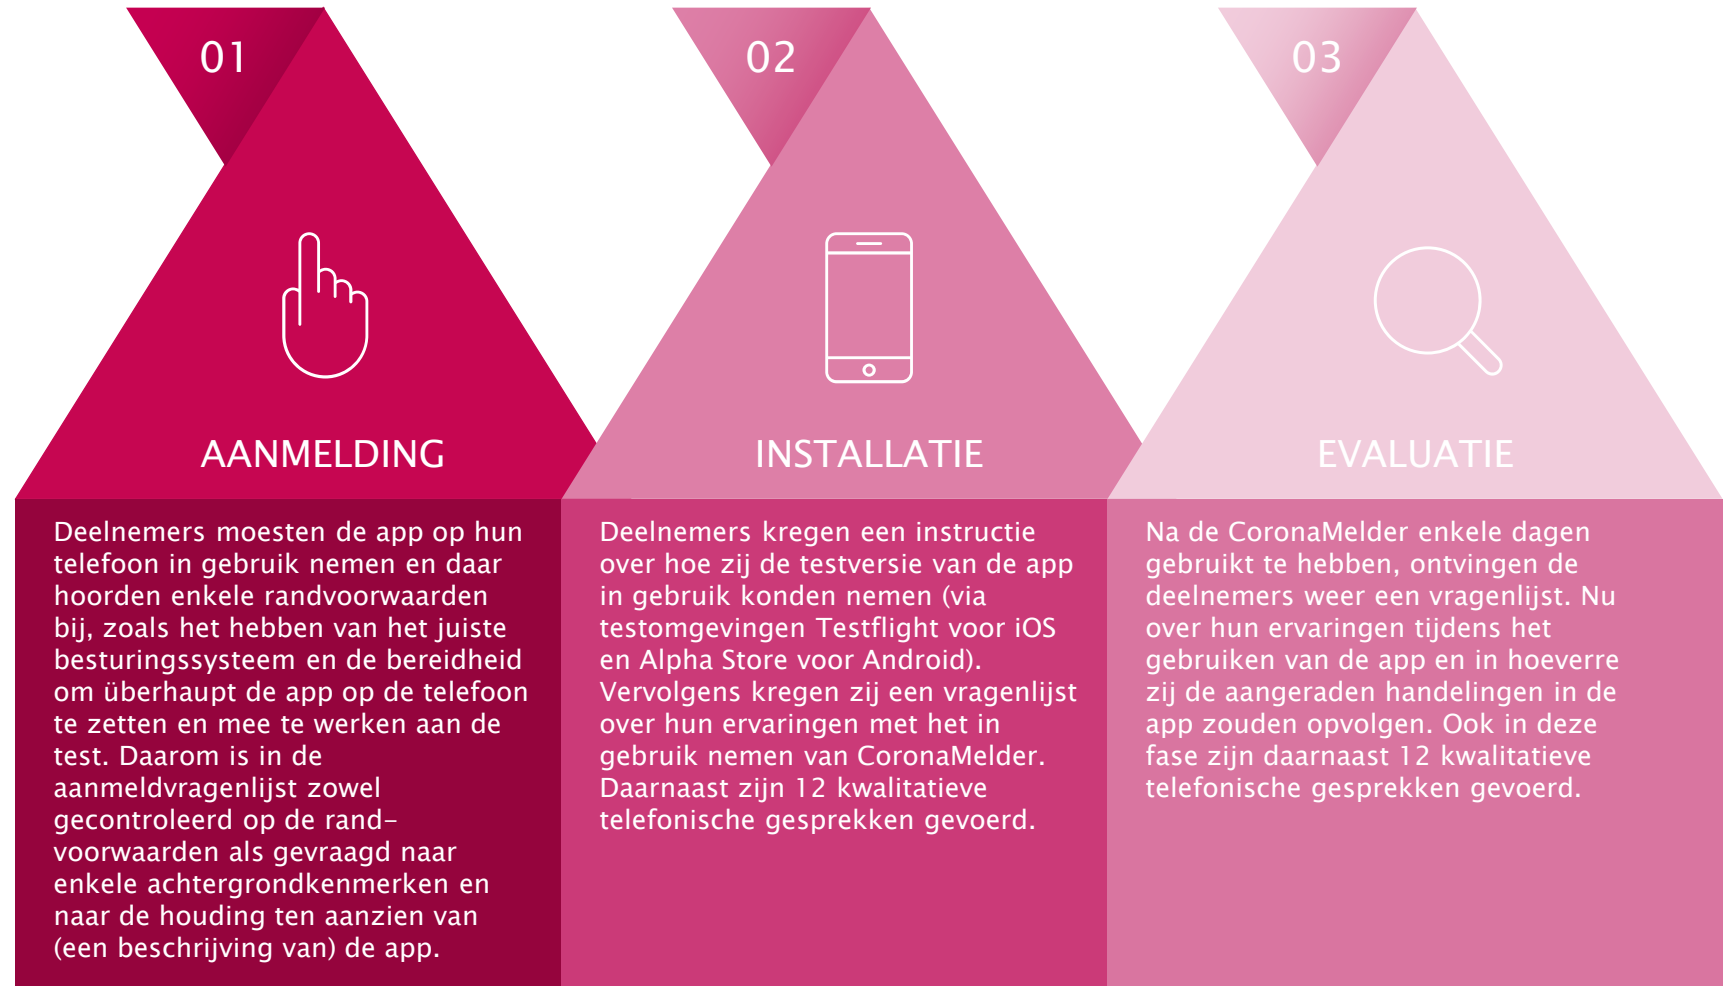 01
AANMELDING
Deelnemers moesten de app op hun
telefoon in gebruik nemen en daar
hoorden enkele randvoorwaarden
bij, zoals het hebben van het juiste
besturingssysteem en de bereidheid
om überhaupt de app op de telefoon
te zetten en mee te werken aan de
test. Daarom is in de
aanmeldvragenlijst zowel
gecontroleerd op de rand-
voorwaarden als gevraagd naar
enkele achtergrondkenmerken en
naar de houding ten aanzien van
(een beschrijving van) de app.
02
INSTALLATIE
Deelnemers kregen een instructie
over hoe zij de testversie van de app
in gebruik konden nemen (via
testomgevingen Testflight voor iOS
en Alpha Store voor Android).
Vervolgens kregen zij een vragenlijst
over hun ervaringen met het in
gebruik nemen van CoronaMelder.
Daarnaast zijn 12 kwalitatieve
telefonische gesprekken gevoerd.
03
EVALUATIE
Na de CoronaMelder enkele dagen
gebruikt te hebben, ontvingen de
deelnemers weer een vragenlijst. Nu
over hun ervaringen tijdens het
gebruiken van de app en in hoeverre
zij de aangeraden handelingen in de
app zouden opvolgen. Ook in deze
fase zijn daarnaast 12 kwalitatieve
telefonische gesprekken gevoerd.